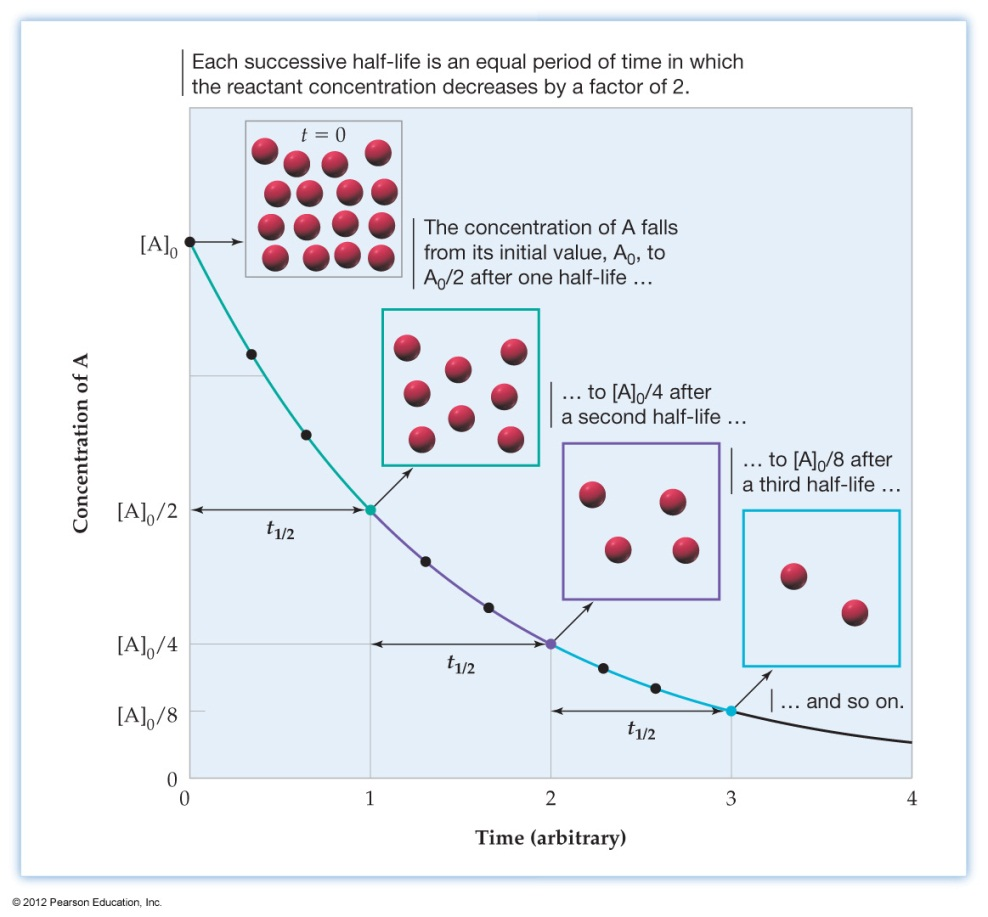 Each successive half-life is an equal period of time in which
the reactant concentration decreases by a factor of 2.
t = 0
[A]₀
The concentration of A falls
from its initial value, A₀, to
A₀/2 after one half-life ...
... to [A]₀/4 after
a second half-life ...
... to [A]₀/8 after
a third half-life ...
Concentration of A
[A]₀/2
t₁/₂
[A]₀/4
t₁/₂
[A]₀/8
t₁/₂
... and so on.
0
0 1 2 3 4
Time (arbitrary)
© 2012 Pearson Education, Inc.